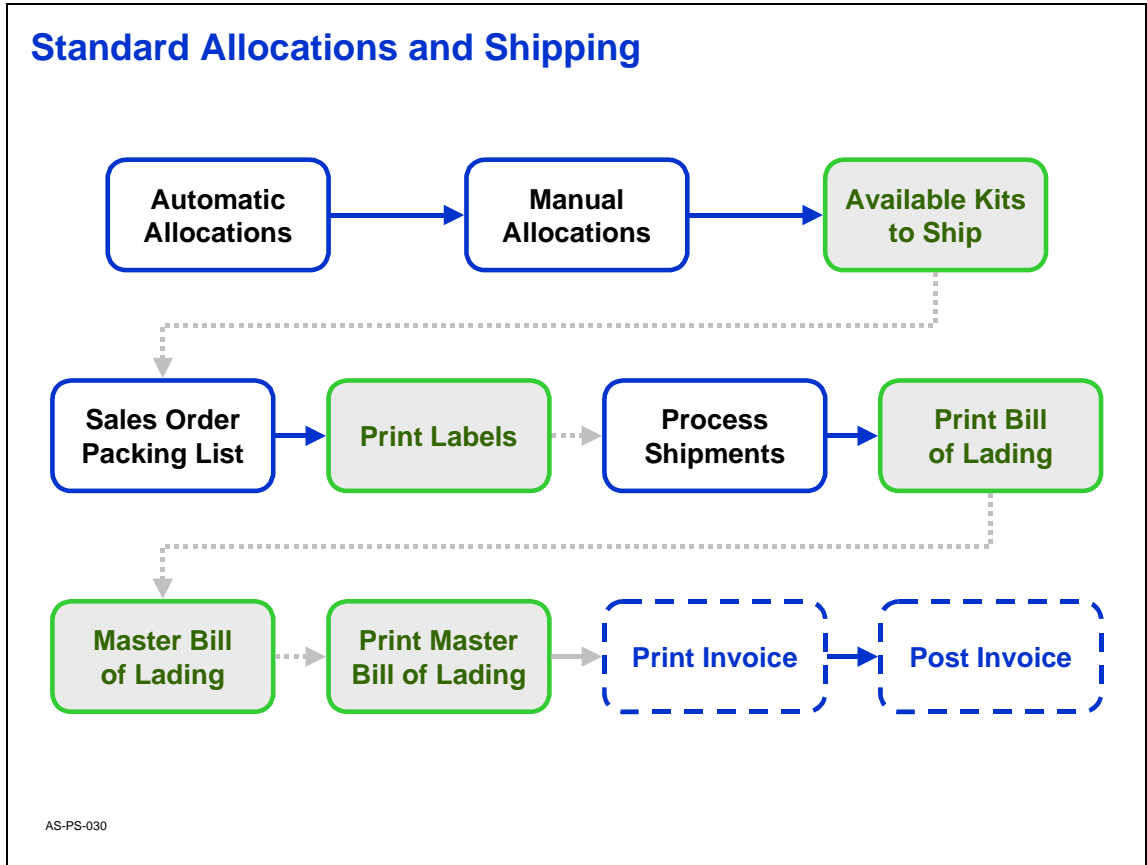 Standard Allocations and Shipping
Automatic
Allocations
Manual
Allocations
Available Kits
to Ship
Sales Order
Packing List
Print Labels
Process
Shipments
Print Bill
of Lading
Master Bill
of Lading
Print Master
Bill of Lading
Print Invoice
Post Invoice
AS-PS-030